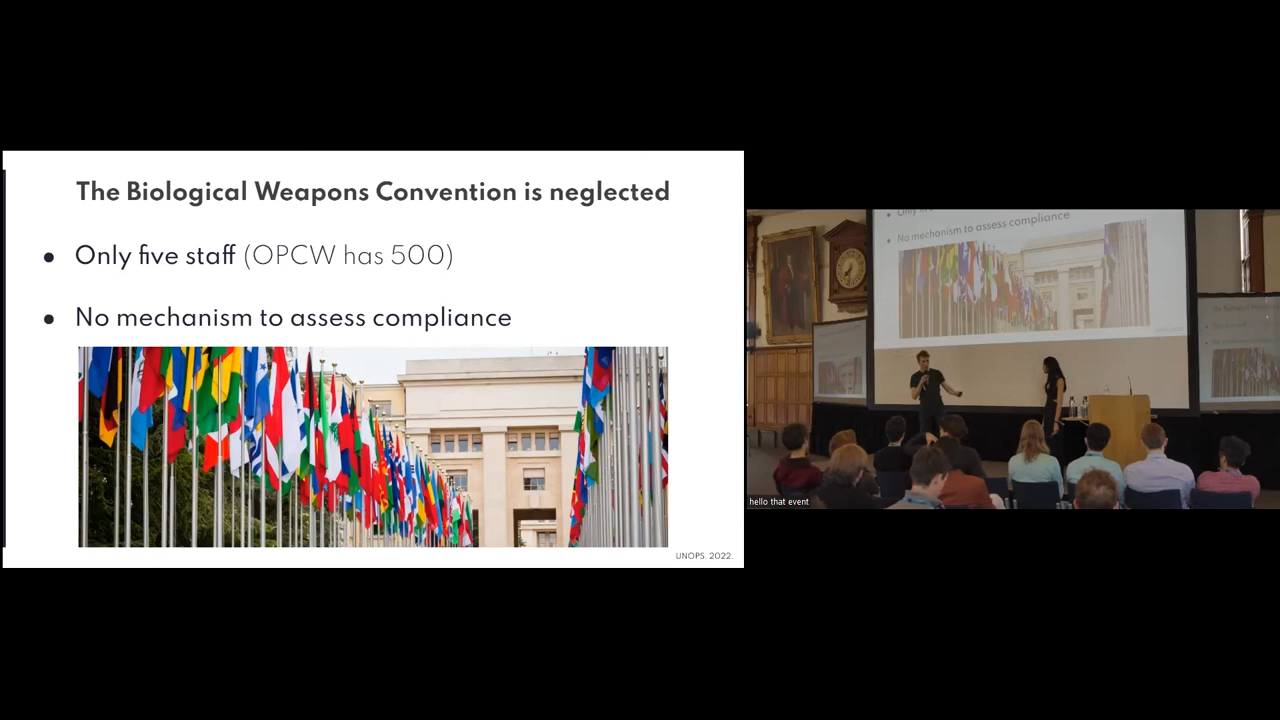 The Biological Weapons Convention is neglected
• Only five staff (OPCW has 500)
• No mechanism to assess compliance
UNOPS. 2022.
• No mechanism to assess compliance
hello that event